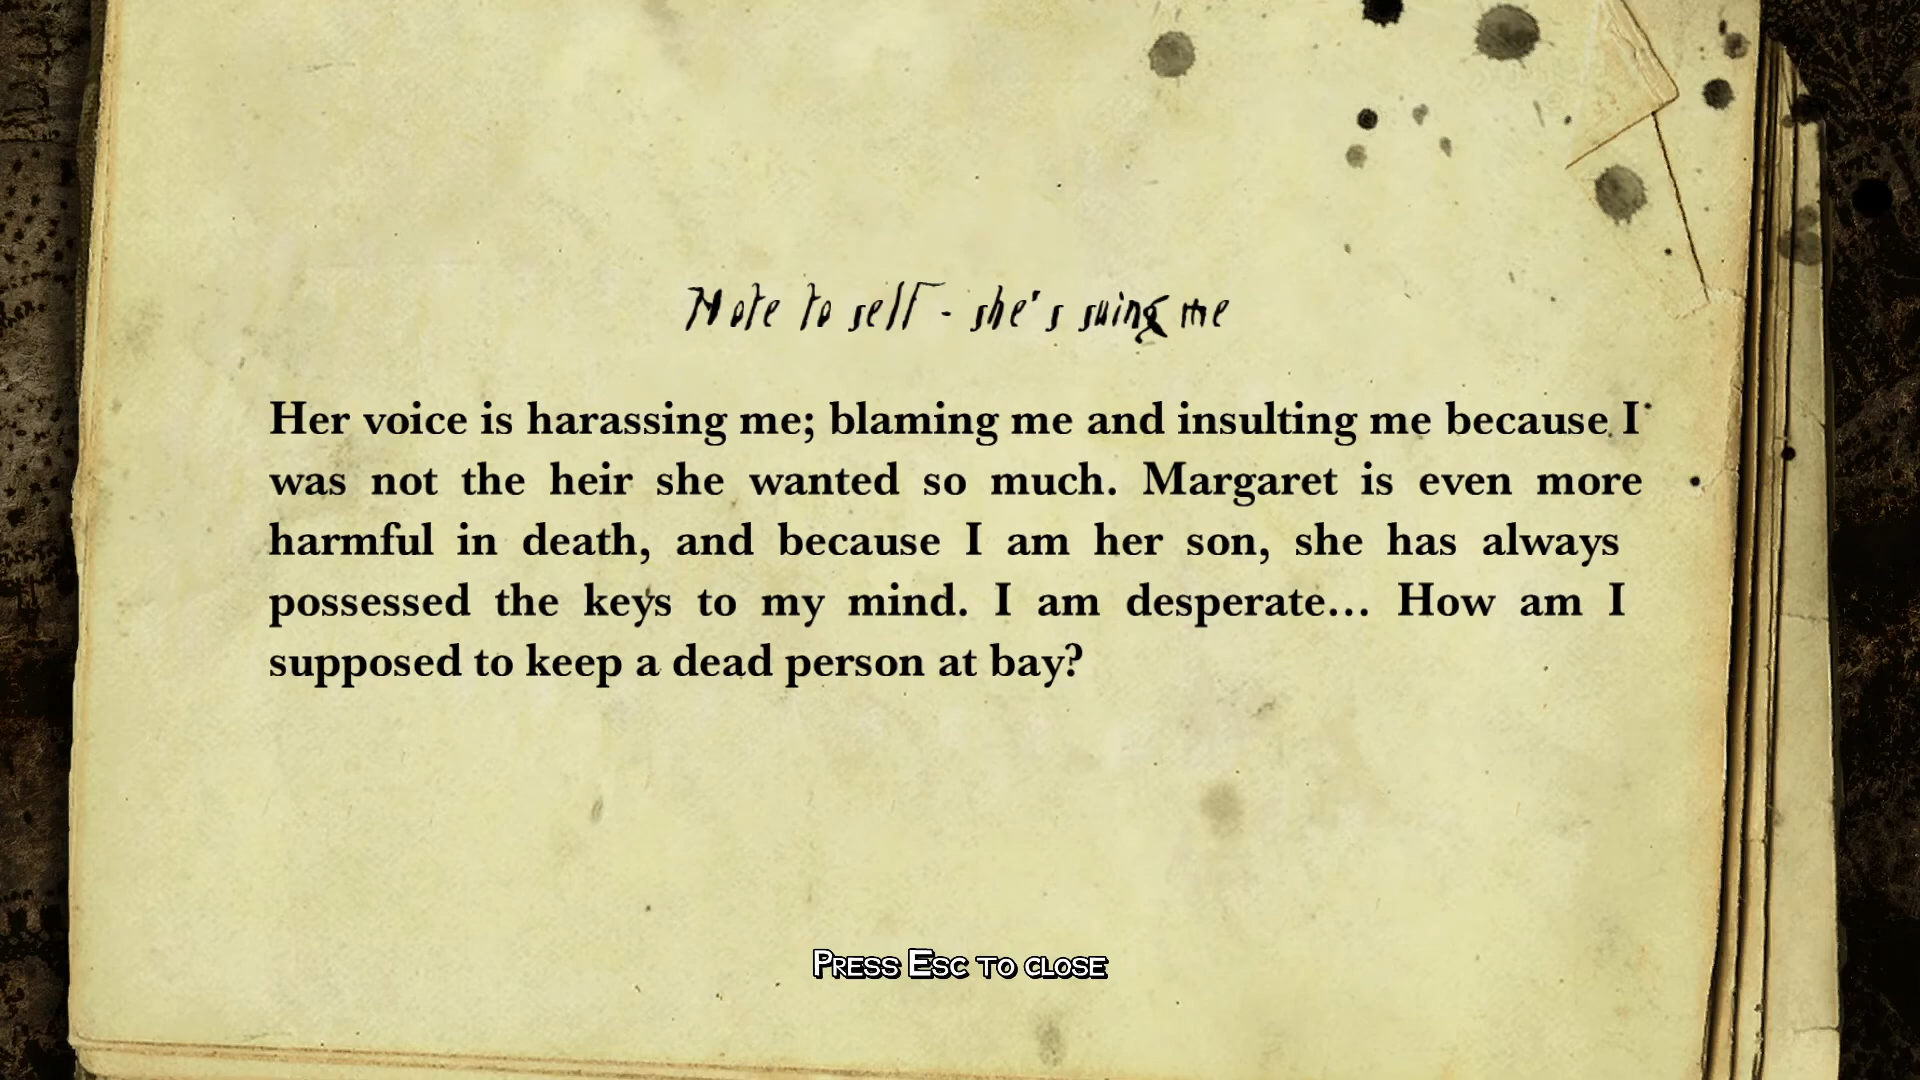 Note to self - she's suing me
Her voice is harassing me; blaming me and insulting me because I
was not the heir she wanted so much. Margaret is even more
harmful in death, and because I am her son, she has always
possessed the keys to my mind. I am desperate... How am I
supposed to keep a dead person at bay?
Press Esc to close